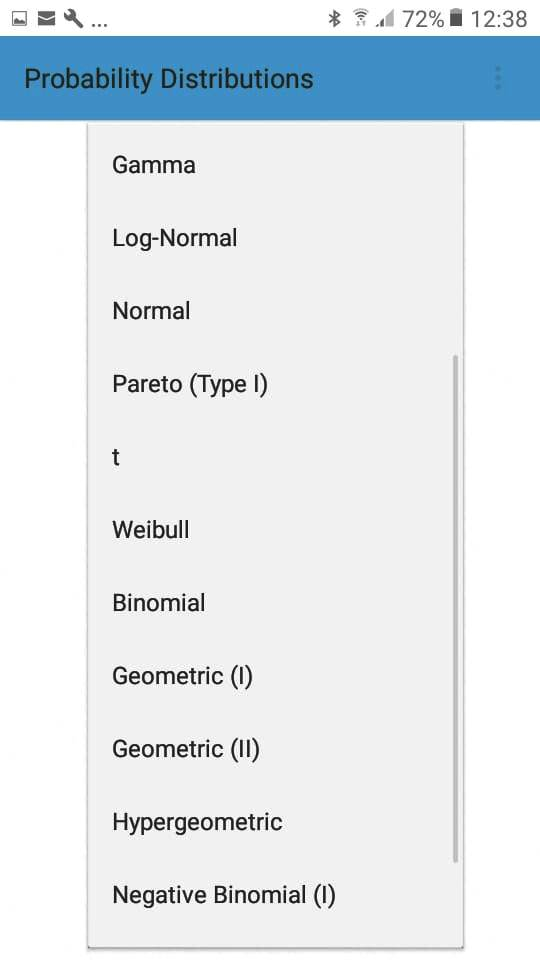 ... 72% 12:38
Probability Distributions
Gamma
Log-Normal
Normal
Pareto (Type I)
t
Weibull
Binomial
Geometric (I)
Geometric (II)
Hypergeometric
Negative Binomial (I)